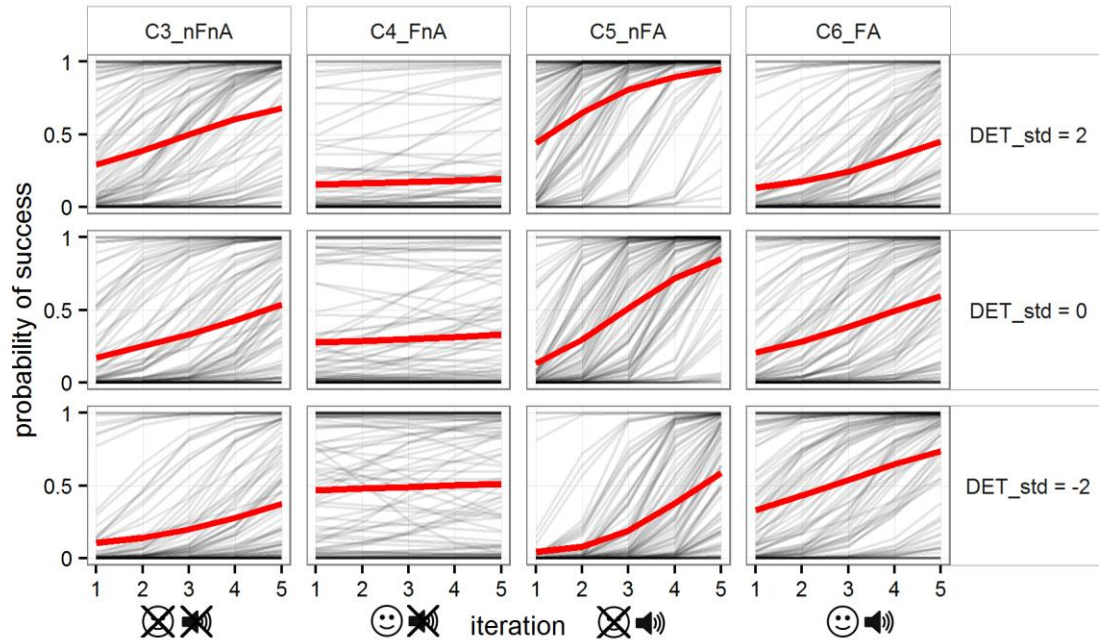 C3_nFnA C4_FnA C5_nFA C6_FA
probability of success
1
0.5
0
DET_std = 2
1
0.5
0
DET_std = 0
1
0.5
0
DET_std = -2
1 2 3 4 5 1 2 3 4 5 1 2 3 4 5 1 2 3 4 5
iteration